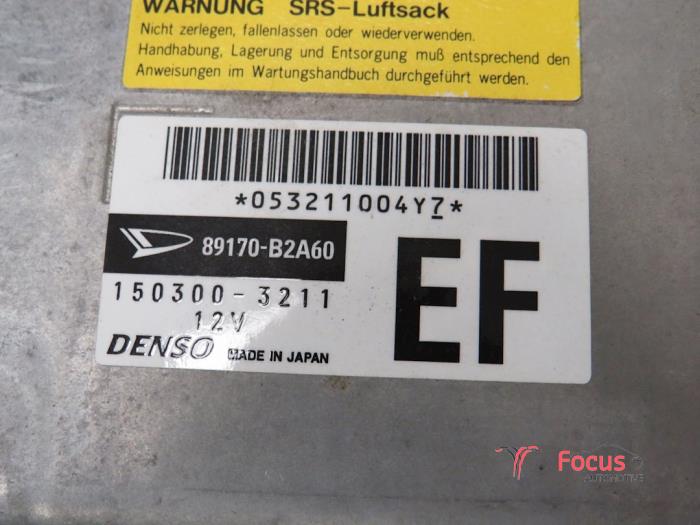 WARNUNG SRS-Luftsack
Nicht zerlegen, fallenlassen oder wiederverwenden.
Handhabung, Lagerung und Entsorgung muß entsprechend den
Anweisungen im Wartungshandbuch durchgeführt werden.
*053211004Y7*
89170-B2A60
150300-3211
12V
EF
DENSO MADE IN JAPAN
Focus
AUTOMOTIVE